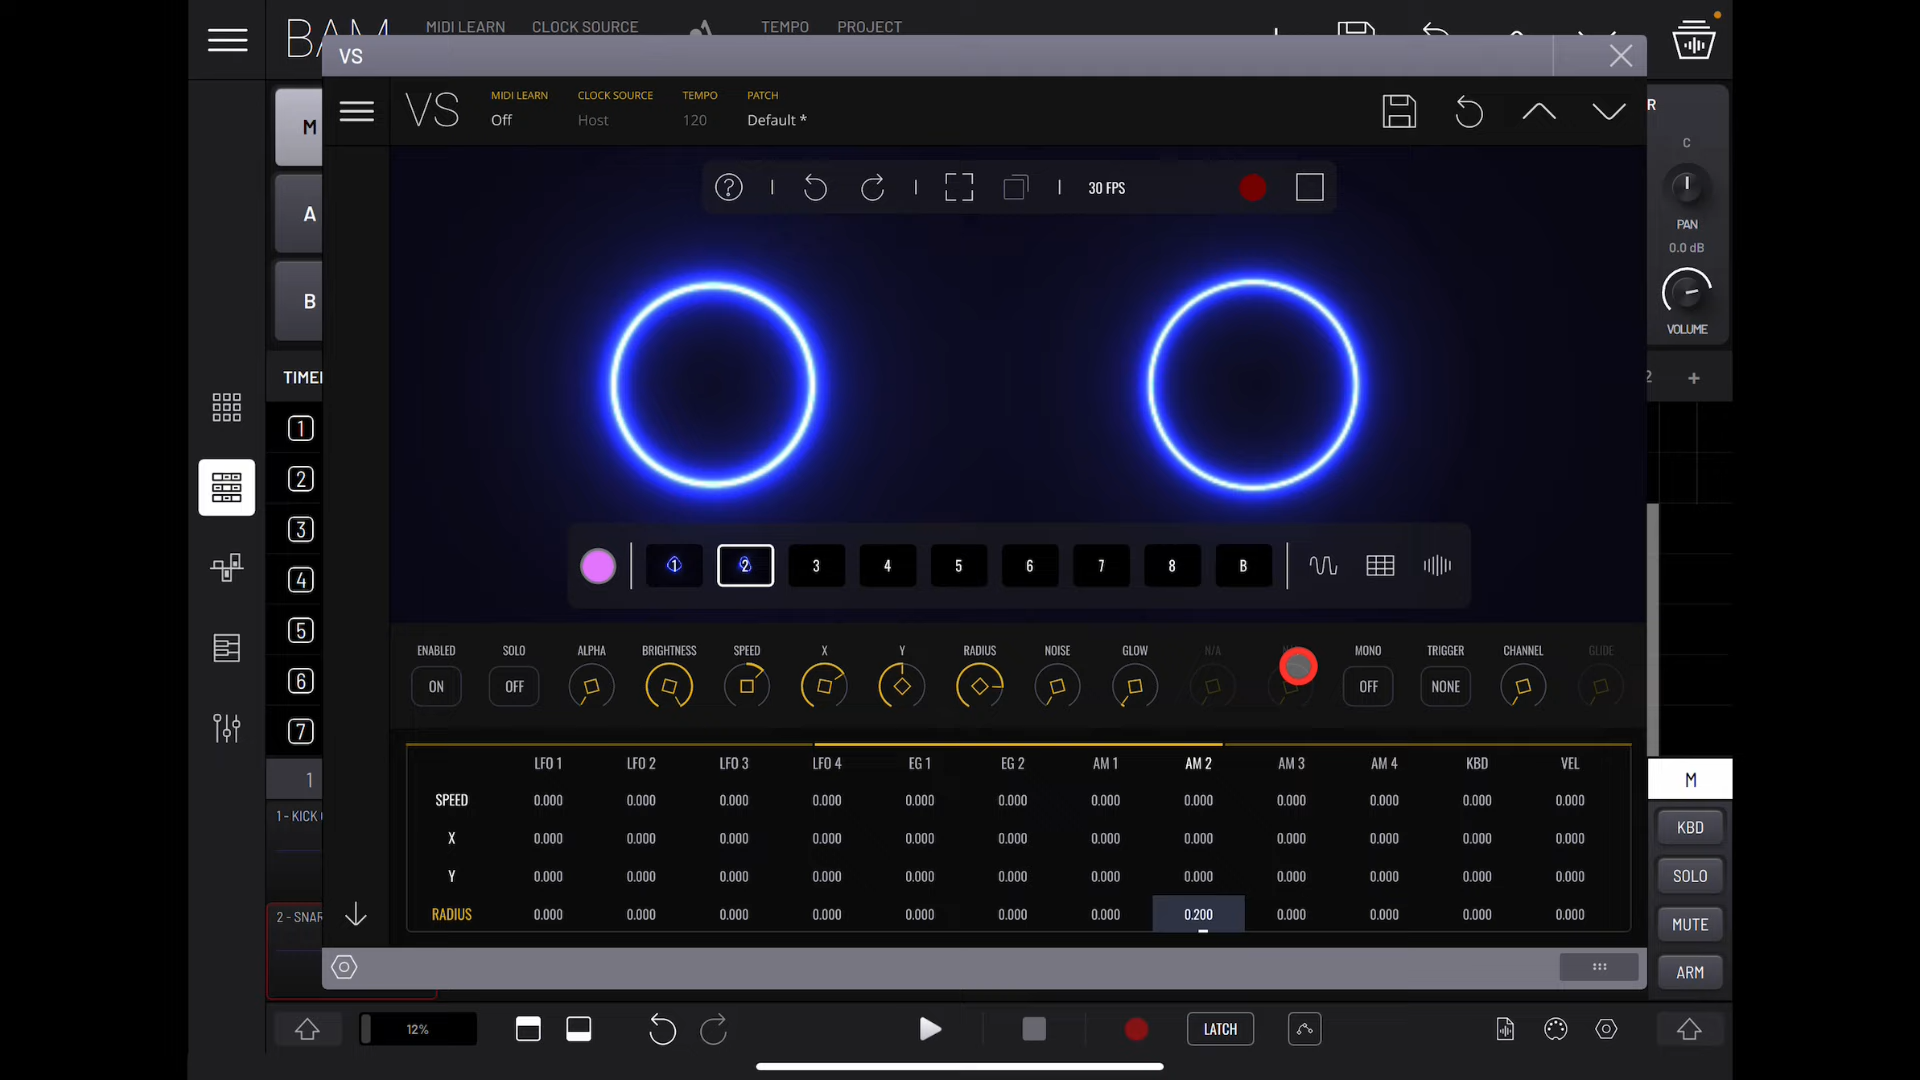 BAM MIDI LEARN CLOCK SOURCE TEMPO PROJECT
VS
VS MIDI LEARN CLOCK SOURCE TEMPO PATCH
Off Host 120 Default *
M
A
B
R
C
PAN
0.0 dB
VOLUME
30 FPS
TIMEI
2 +
1
2
3
4
5
6
7
1
1 - KICK
2 - SNAR
1 2 3 4 5 6 7 8 B
ENABLED SOLO ALPHA BRIGHTNESS SPEED X Y RADIUS NOISE GLOW N/A MONO TRIGGER CHANNEL GLIDE
ON OFF OFF NONE
LFO 1 LFO 2 LFO 3 LFO 4 EG 1 EG 2 AM 1 AM 2 AM 3 AM 4 KBD VEL
SPEED 0.000 0.000 0.000 0.000 0.000 0.000 0.000 0.000 0.000 0.000 0.000 0.000
X 0.000 0.000 0.000 0.000 0.000 0.000 0.000 0.000 0.000 0.000 0.000 0.000
Y 0.000 0.000 0.000 0.000 0.000 0.000 0.000 0.000 0.000 0.000 0.000 0.000
RADIUS 0.000 0.000 0.000 0.000 0.000 0.000 0.000 0.200 0.000 0.000 0.000 0.000
M
KBD
SOLO
MUTE
ARM
12%
LATCH